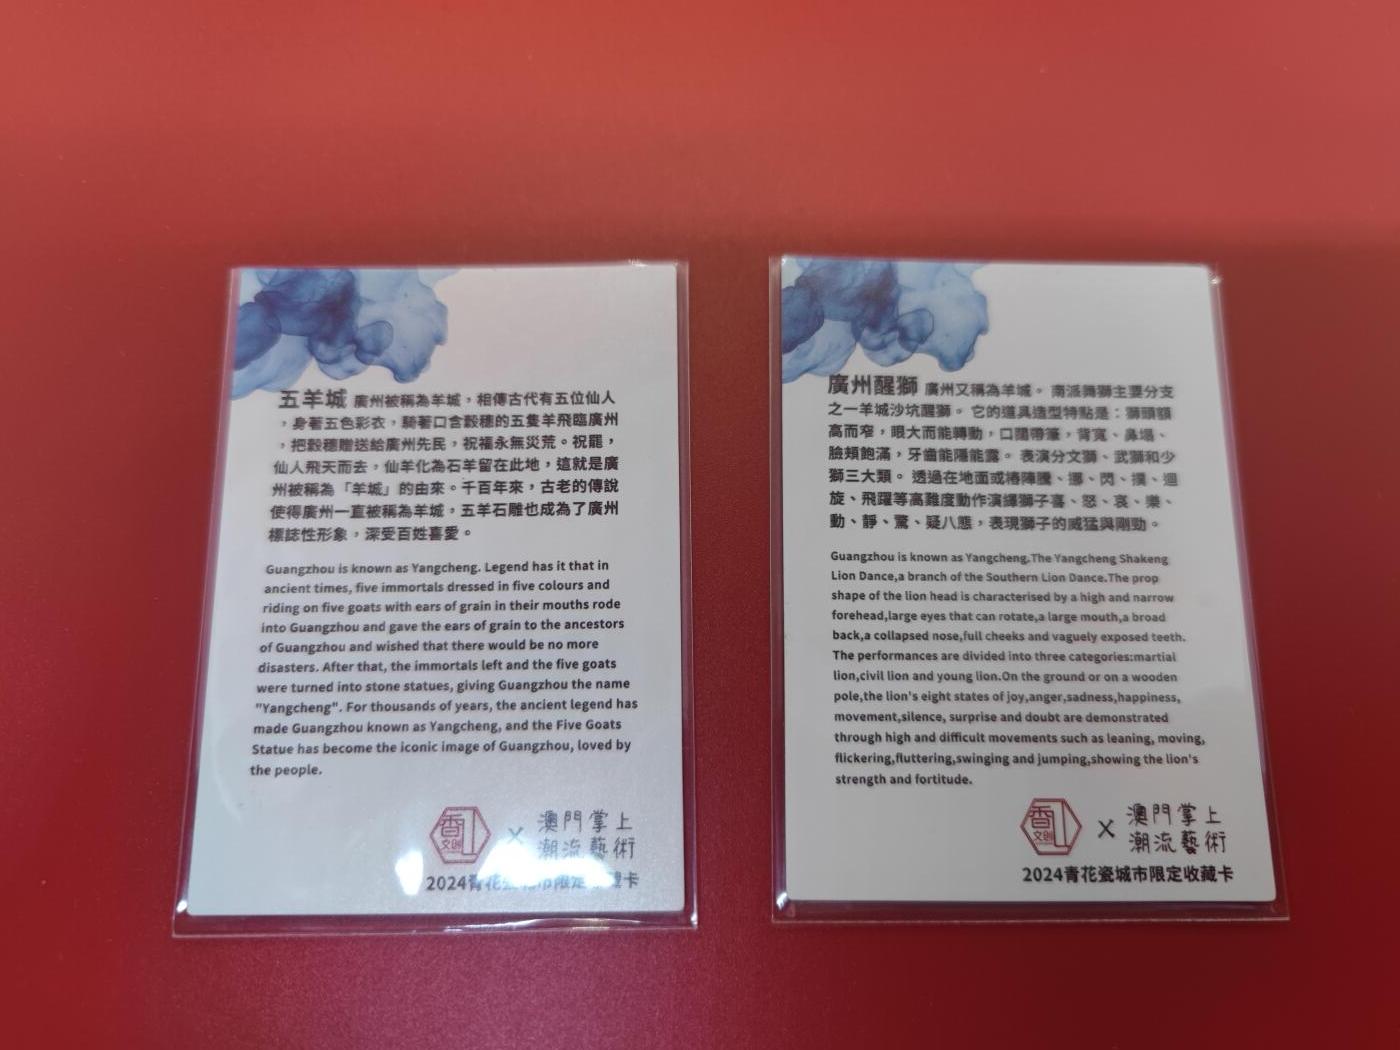 五羊城 廣州被稱為羊城，相傳古代有五位仙人
，身著五色彩衣，騎著口含穀穗的五隻羊飛臨廣州
，把穀穗贈送給廣州先民，祝福永無災荒。祝罷，
仙人飛天而去，仙羊化為石羊留在此地，這就是廣
州被稱為「羊城」的由來。千百年來，古老的傳說
使得廣州一直被稱為羊城，五羊石雕也成為了廣州
標誌性形象，深受百姓喜愛。
Guangzhou is known as Yangcheng. Legend has it that in
ancient times, five immortals dressed in five colours and
riding on five goats with ears of grain in their mouths rode
into Guangzhou and gave the ears of grain to the ancestors
of Guangzhou and wished that there would be no more
disasters. After that, the immortals left and the five goats
were turned into stone statues, giving Guangzhou the name
"Yangcheng". For thousands of years, the ancient legend has
made Guangzhou known as Yangcheng, and the Five Goats
Statue has become the iconic image of Guangzhou, loved by
the people.
香山
文創
×
澳門掌上
潮流藝術
2024青花瓷城市限定收藏卡
廣州醒獅 廣州又稱為羊城。 南派舞獅主要分支
之一羊城沙坑醒獅。 它的道具造型特點是：獅頭額
高而窄，眼大而能轉動，口闊帶筆，背寬、鼻塌、
臉頰飽滿，牙齒能隱能露。 表演分文獅、武獅和少
獅三大類。 透過在地面或樁陣騰、挪、閃、撲、迴
旋、飛躍等高難度動作演繹獅子喜、怒、哀、樂、
動、靜、驚、疑八態，表現獅子的威猛與剛勁。
Guangzhou is known as Yangcheng.The Yangcheng Shakeng
Lion Dance,a branch of the Southern Lion Dance.The prop
shape of the lion head is characterised by a high and narrow
forehead,large eyes that can rotate,a large mouth,a broad
back,a collapsed nose,full cheeks and vaguely exposed teeth.
The performances are divided into three categories:martial
lion,civil lion and young lion.On the ground or on a wooden
pole,the lion's eight states of joy,anger,sadness,happiness,
movement,silence, surprise and doubt are demonstrated
through high and difficult movements such as leaning, moving,
flickering,fluttering,swinging and jumping,showing the lion's
strength and fortitude.
香山
文創
×
澳門掌上
潮流藝術
2024青花瓷城市限定收藏卡